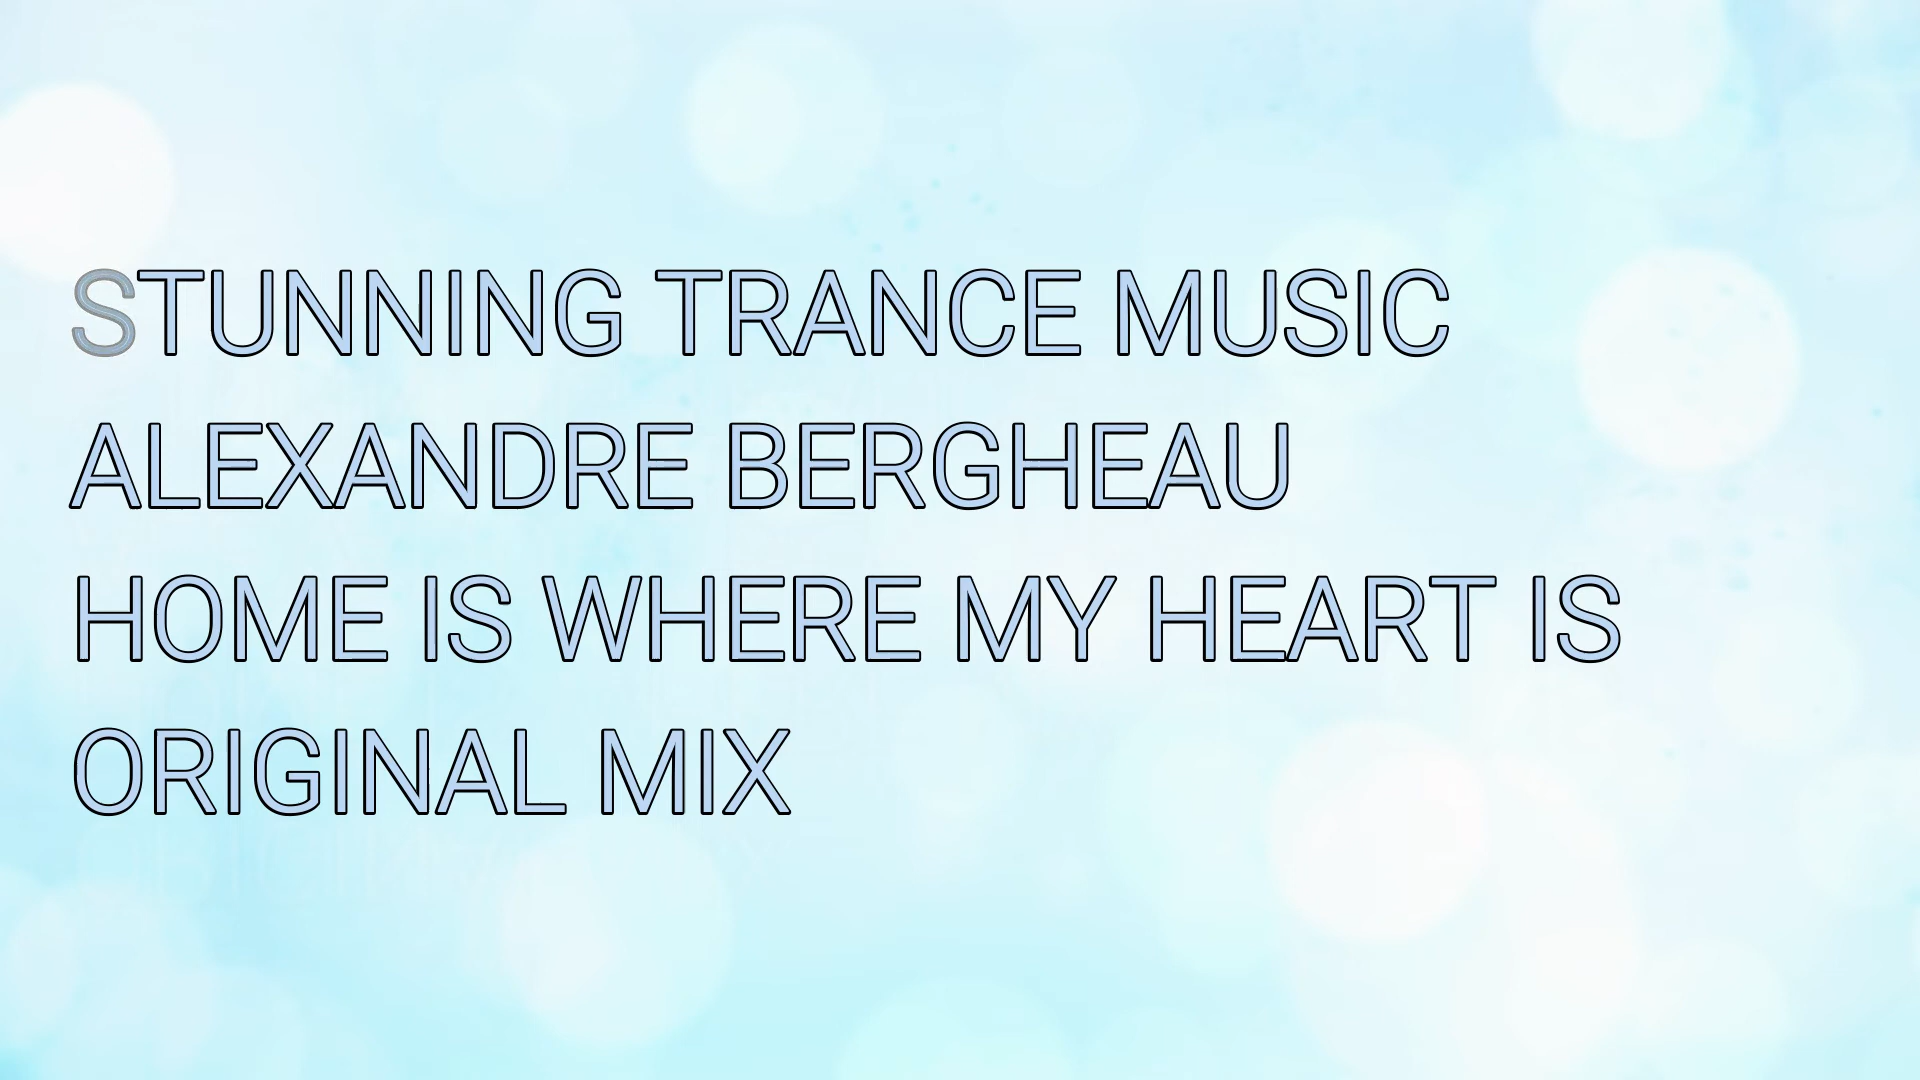 STUNNING TRANCE MUSIC
ALEXANDRE BERGHEAU
HOME IS WHERE MY HEART IS
ORIGINAL MIX